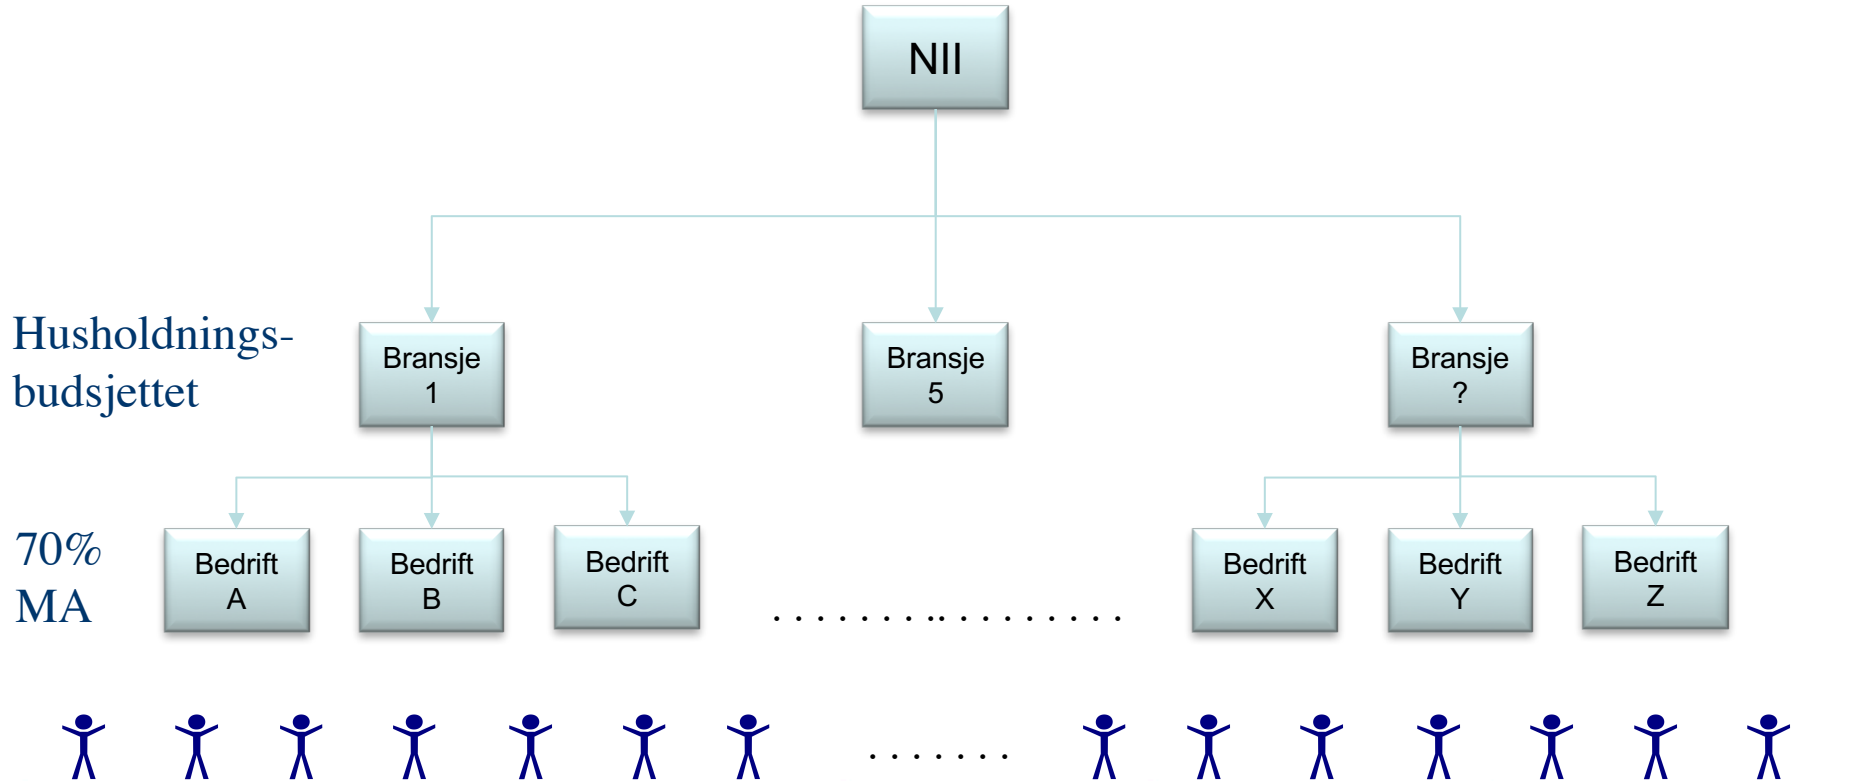 NII
Husholdnings-
budsjettet
Bransje
1
Bransje
5
Bransje
?
70%
MA
Bedrift
A
Bedrift
B
Bedrift
C
. . . . . . . .. . . . . . . . .
Bedrift
X
Bedrift
Y
Bedrift
Z
. . . . . . .